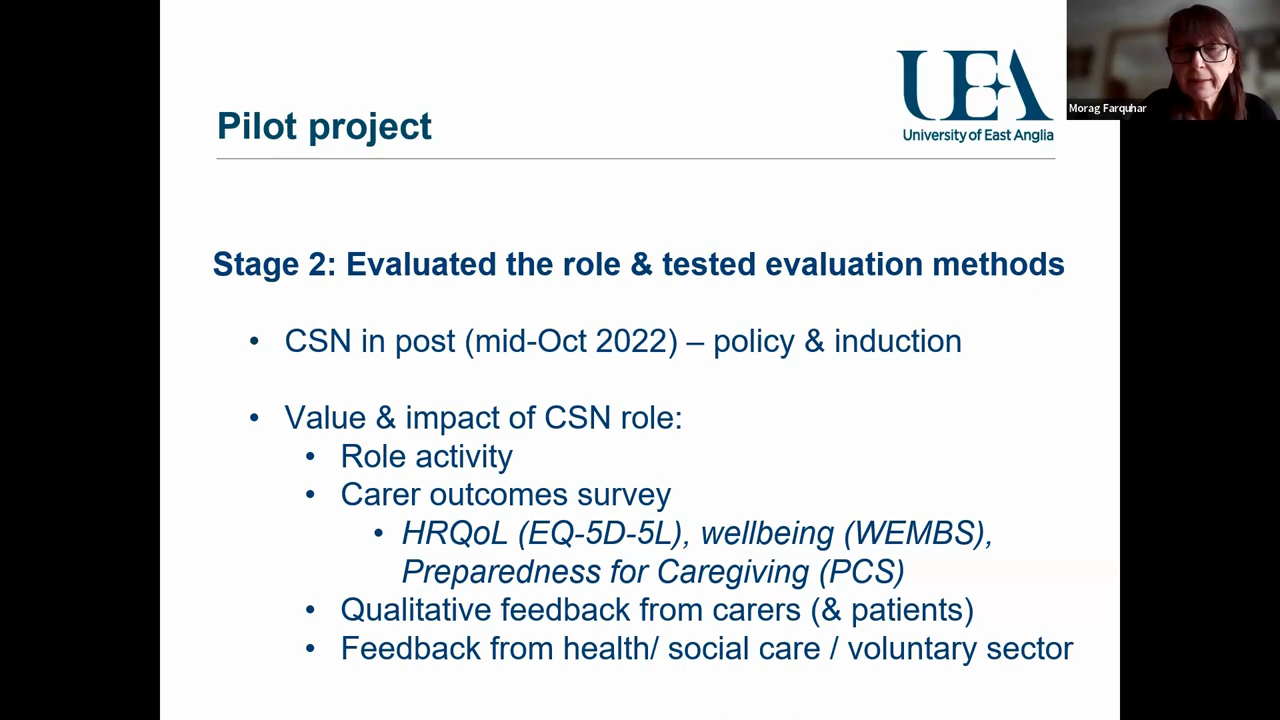 Pilot project
UEA
University of East Anglia
Morag Farquhar
Stage 2: Evaluated the role & tested evaluation methods
• CSN in post (mid-Oct 2022) – policy & induction
• Value & impact of CSN role:
• Role activity
• Carer outcomes survey
• HRQoL (EQ-5D-5L), wellbeing (WEMBS),
Preparedness for Caregiving (PCS)
• Qualitative feedback from carers (& patients)
• Feedback from health/ social care / voluntary sector